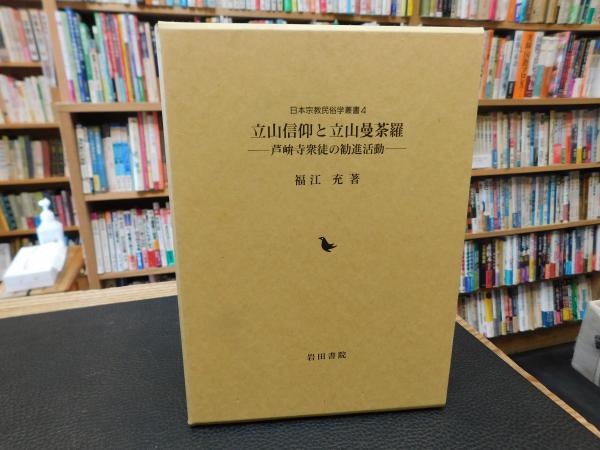 日本宗教民俗学叢書4
立山信仰と立山曼荼羅
──芦峅寺衆徒の勧進活動──
福江 充 著
岩田書院